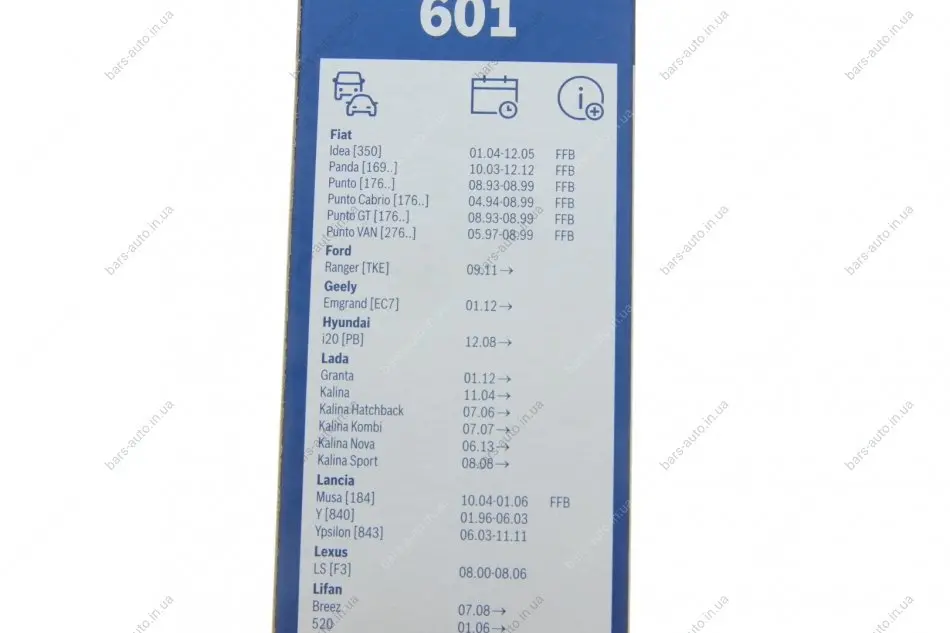 601
Fiat
Idea [350] 01.04-12.05 FFB
Panda [169..] 10.03-12.12 FFB
Punto [176..] 08.93-08.99 FFB
Punto Cabrio [176..] 04.94-08.99 FFB
Punto GT [176..] 08.93-08.99 FFB
Punto VAN [276..] 05.97-08.99 FFB
Ford
Ranger [TKE] 09.11→
Geely
Emgrand [EC7] 01.12→
Hyundai
i20 [PB] 12.08→
Lada
Granta 01.12→
Kalina 11.04→
Kalina Hatchback 07.06→
Kalina Kombi 07.07→
Kalina Nova 06.13→
Kalina Sport 08.08→
Lancia
Musa [184] 10.04-01.06 FFB
Y [840] 01.96-06.03
Ypsilon [843] 06.03-11.11
Lexus
LS [F3] 08.00-08.06
Lifan
Breez 07.08→
520 01.06→
bars-auto.in.ua